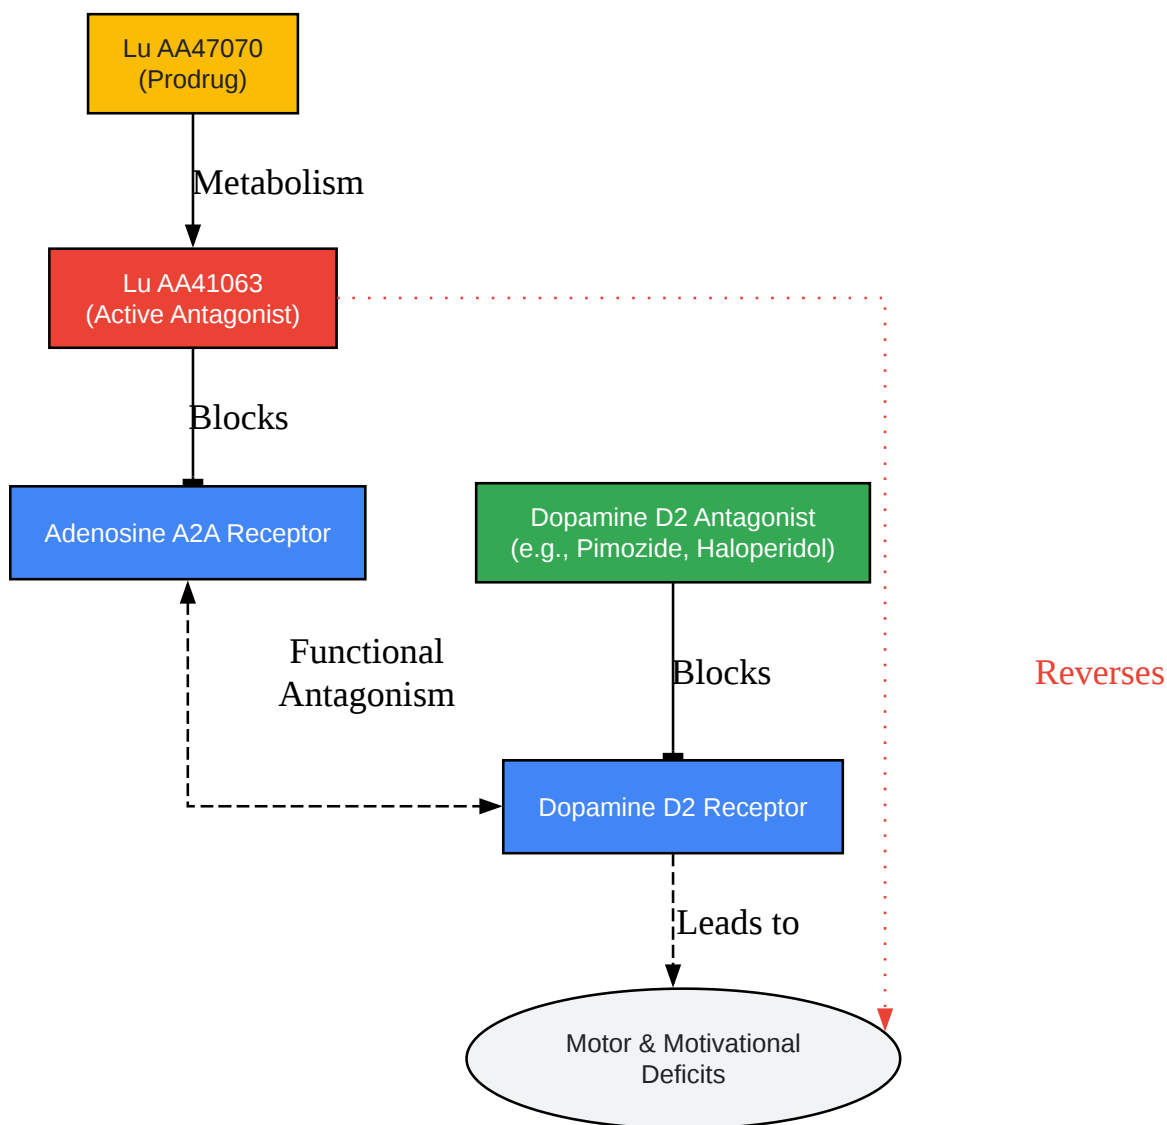 Lu AA47070
(Prodrug)
Metabolism
Lu AA41063
(Active Antagonist)
Blocks
Adenosine A2A Receptor
Dopamine D2 Antagonist
(e.g., Pimozide, Haloperidol)
Functional
Antagonism
Blocks
Reverses
Dopamine D2 Receptor
Leads to
Motor & Motivational
Deficits